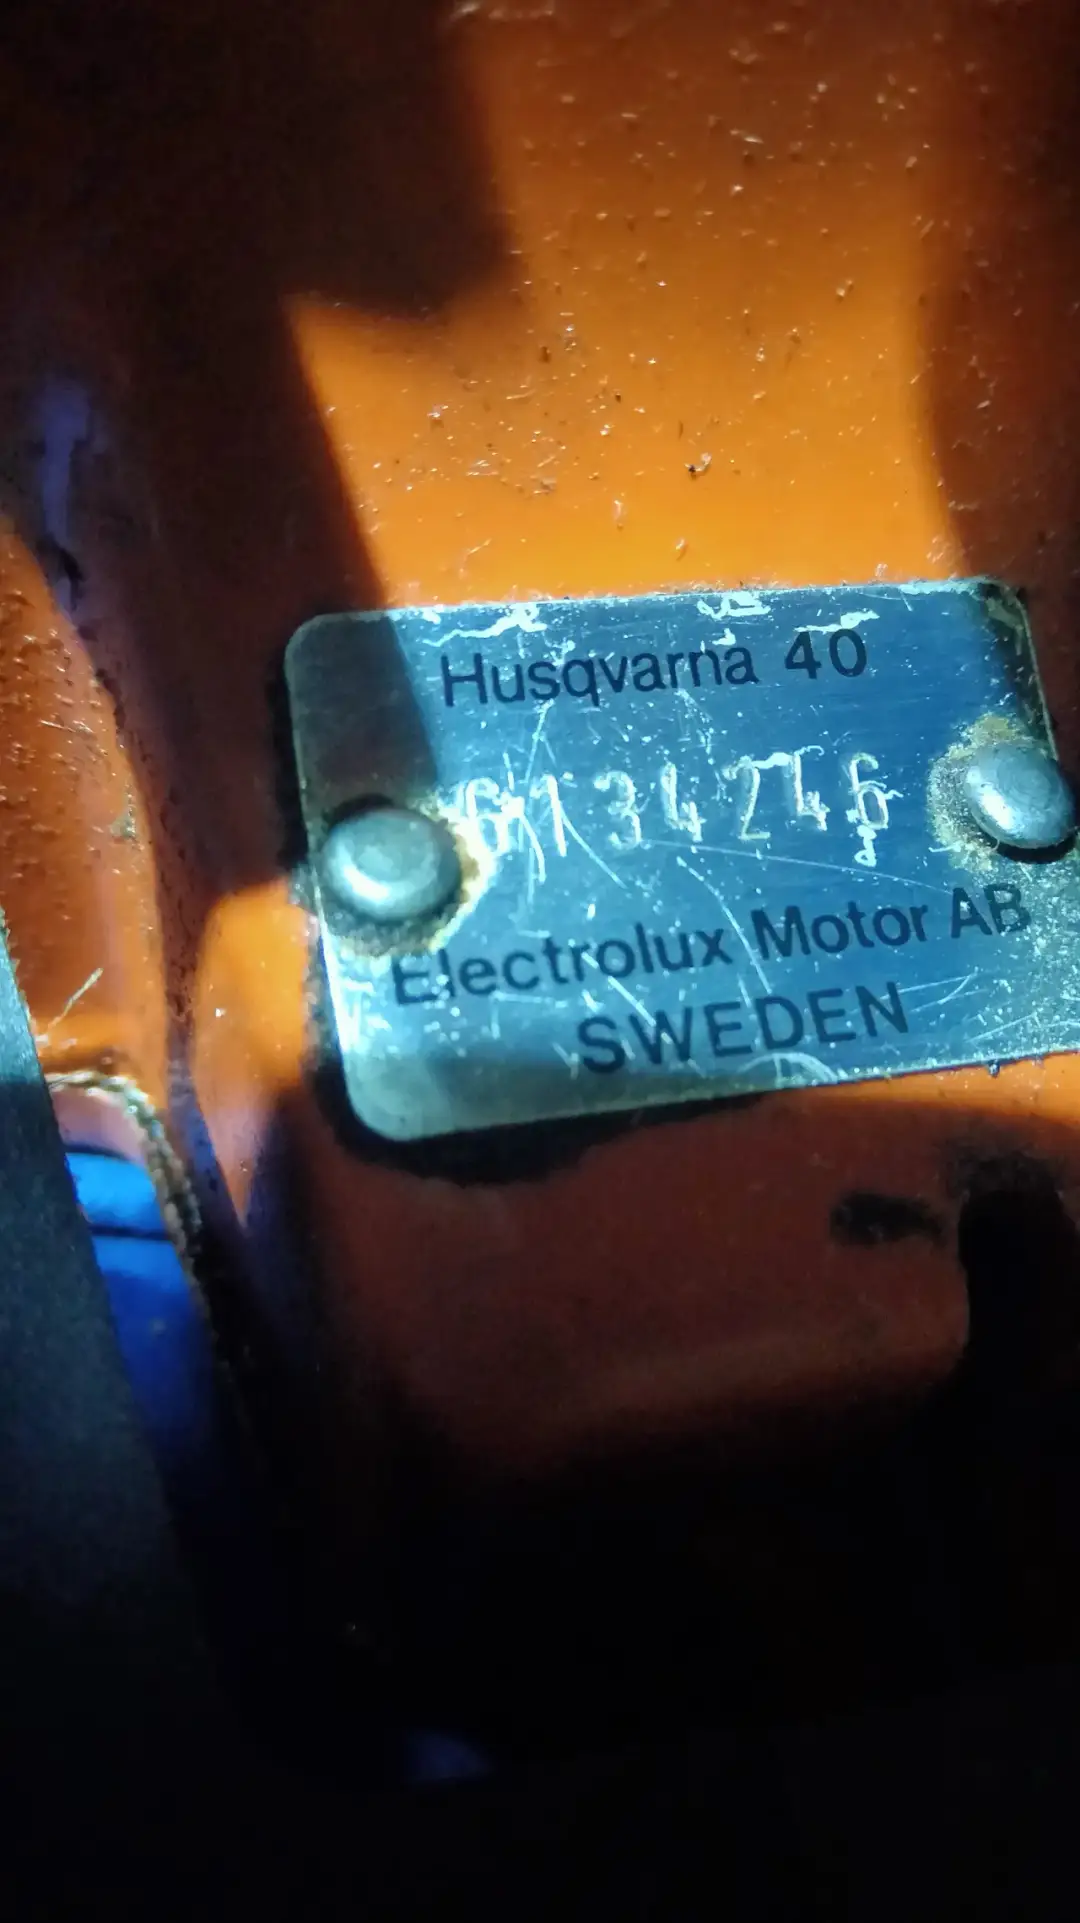 Husqvarna 40
6134246
Electrolux Motor AB
SWEDEN